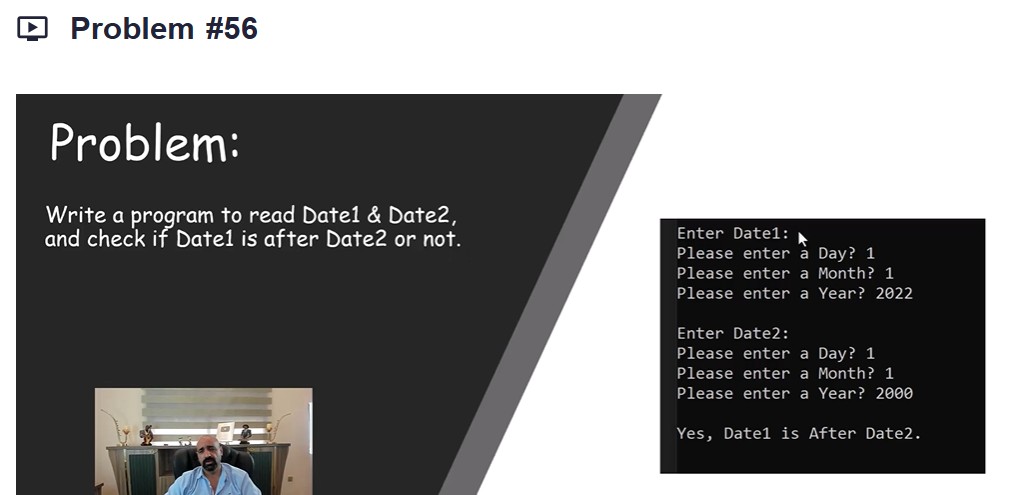 Problem #56
Problem:
Write a program to read Date1 & Date2,
and check if Date1 is after Date2 or not.
Enter Date1:
Please enter a Day? 1
Please enter a Month? 1
Please enter a Year? 2022
Enter Date2:
Please enter a Day? 1
Please enter a Month? 1
Please enter a Year? 2000
Yes, Date1 is After Date2.